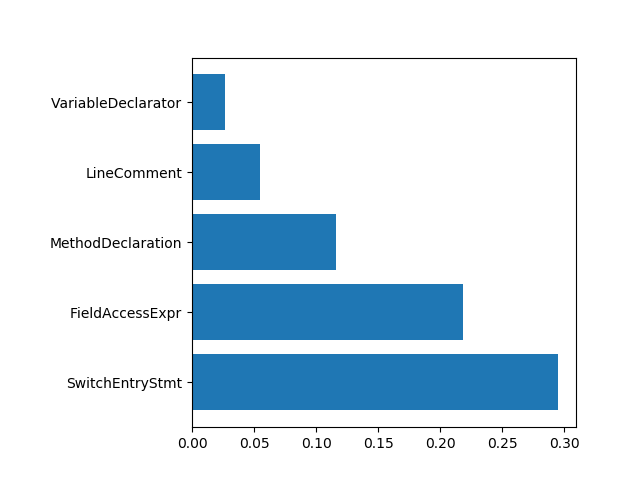 VariableDeclarator
LineComment
MethodDeclaration
FieldAccessExpr
SwitchEntryStmt
0.00 0.05 0.10 0.15 0.20 0.25 0.30